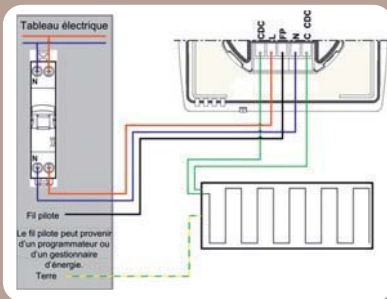 Tableau électrique
N
N
CDC
L
FP
N
C CDC
Fil pilote
Le fil pilote peut provenir
d'un programmateur ou
d'un gestionnaire
d'énergie.
Terre